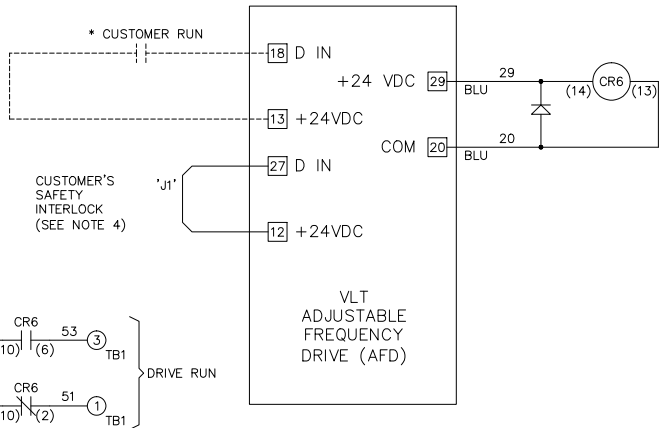 * CUSTOMER RUN
18 D IN
+24 VDC 29
29
BLU
CR6
(14)
(13)
13 +24VDC
COM 20
20
BLU
27 D IN
CUSTOMER'S
SAFETY
INTERLOCK
(SEE NOTE 4)
'J1'
12 +24VDC
VLT
ADJUSTABLE
FREQUENCY
DRIVE (AFD)
CR6
10) (6)
53
3
TB1
DRIVE RUN
CR6
10) (2)
51
1
TB1